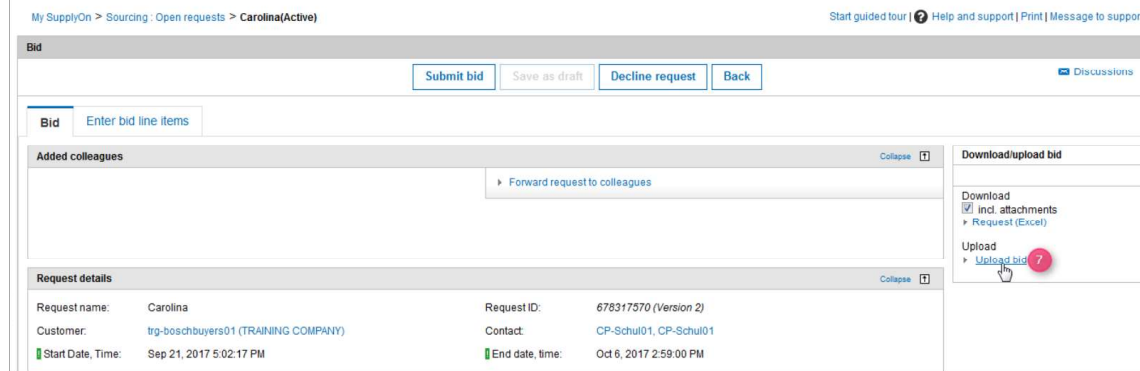 My SupplyOn > Sourcing : Open requests > Carolina(Active)
Start guided tour | ? Help and support | Print | Message to suppor
Bid
Submit bid Save as draft Decline request Back
Discussions
Bid Enter bid line items
Added colleagues Collapse
Forward request to colleagues
Download/upload bid
Download
incl. attachments
Request (Excel)
Upload
Upload bid 7
Request details Collapse
Request name: Carolina Request ID: 678317570 (Version 2)
Customer: trg-boschbuyers01 (TRAINING COMPANY) Contact: CP-Schul01, CP-Schul01
Start Date, Time: Sep 21, 2017 5:02:17 PM End date, time: Oct 6, 2017 2:59:00 PM